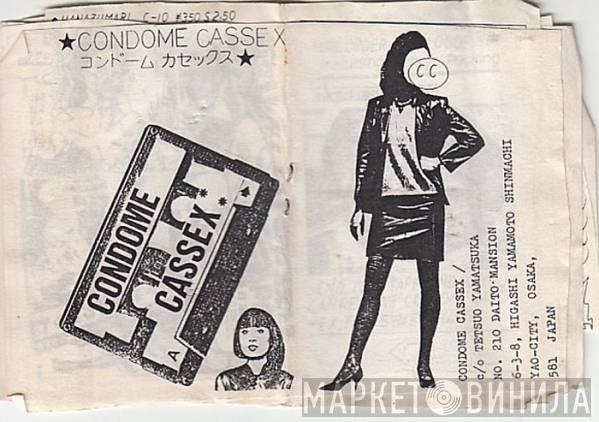 HANAZUMARI C-10 ¥350 $2.50
★CONDOME CASSEX
コンドーム カセックス★
CONDOME
CASSEX
A
CC
CONDOME CASSEX /
c/o TETSUO YAMATSUKA
NO. 210 DAITO·MANSION
6-3-8, HIGASHI YAMAMOTO SHINMACHI
YAO-CITY, OSAKA,
581 JAPAN
МАРКЕТ ВИНИЛА